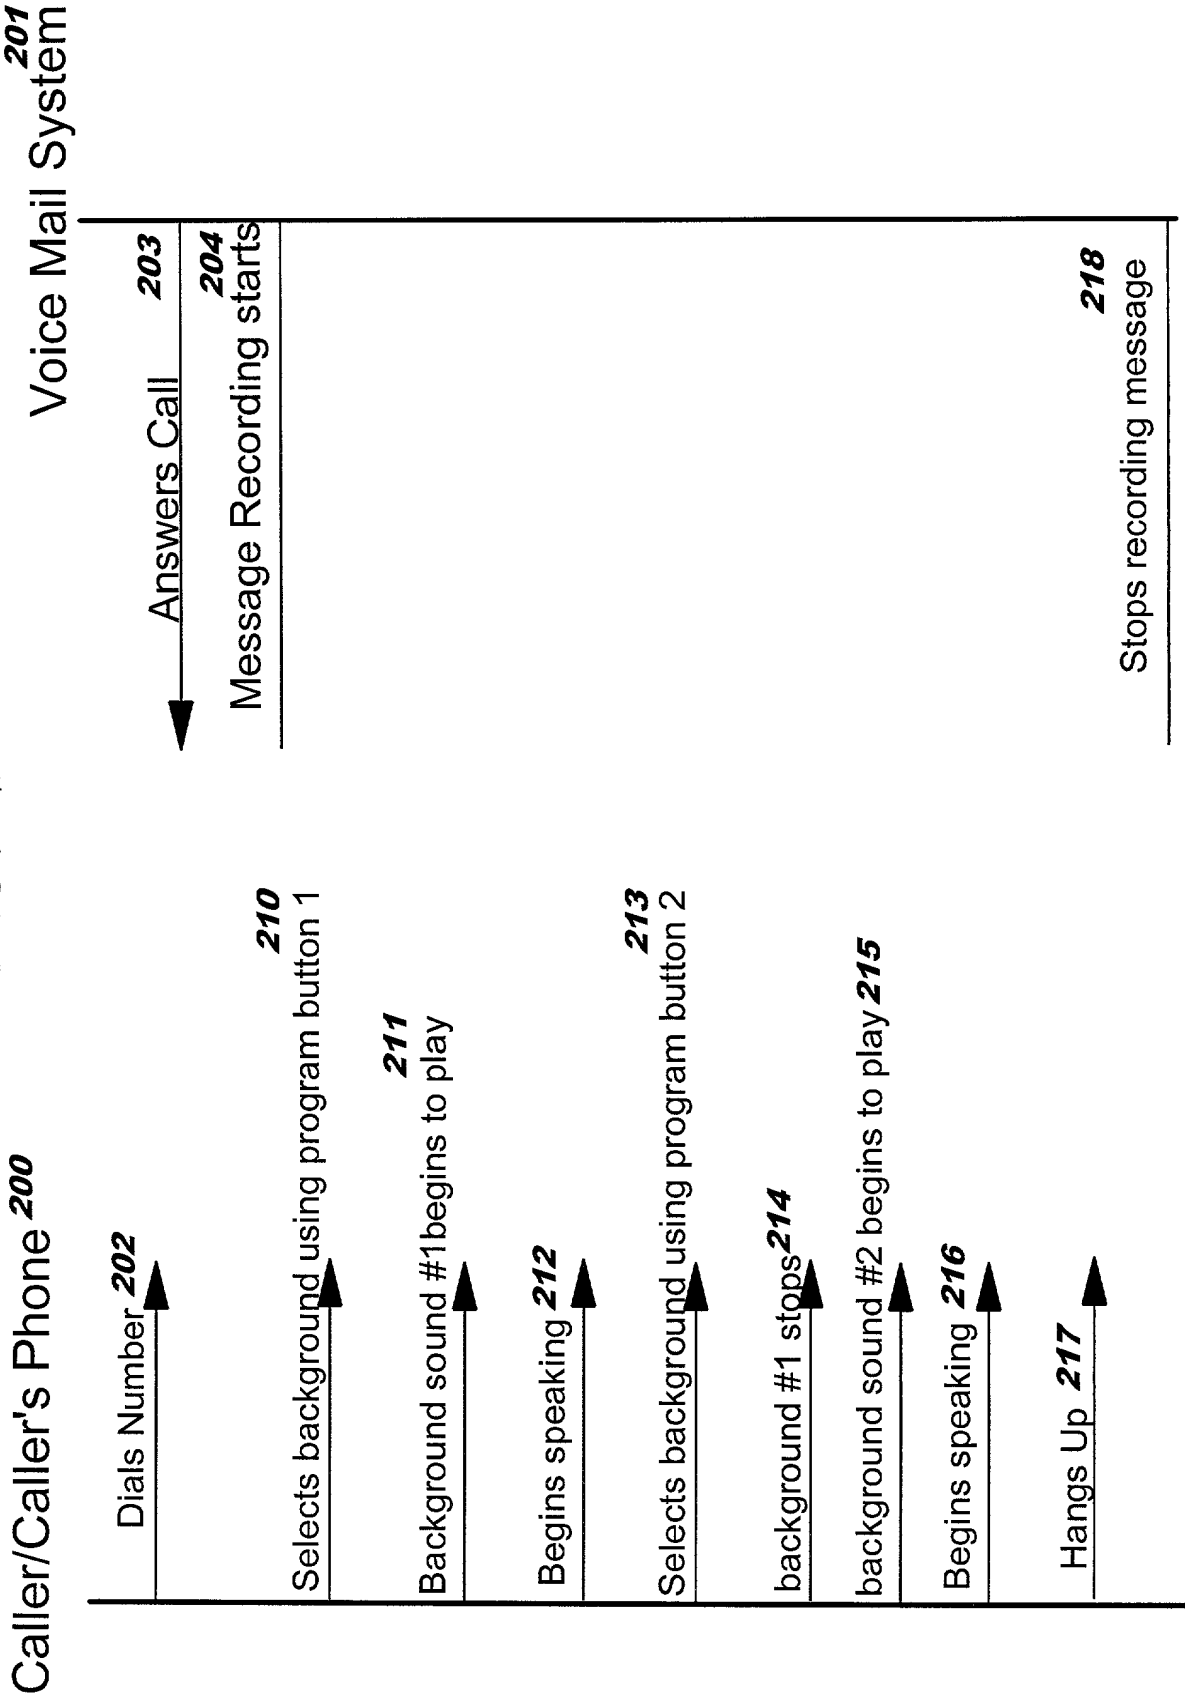 Caller/Caller's Phone 200
Voice Mail System 201
Dials Number 202
Answers Call 203
Message Recording starts 204
Selects background using program button 1 210
Background sound #1begins to play 211
Begins speaking 212
Selects background using program button 2 213
background #1 stops 214
background sound #2 begins to play 215
Begins speaking 216
Hangs Up 217
Stops recording message 218